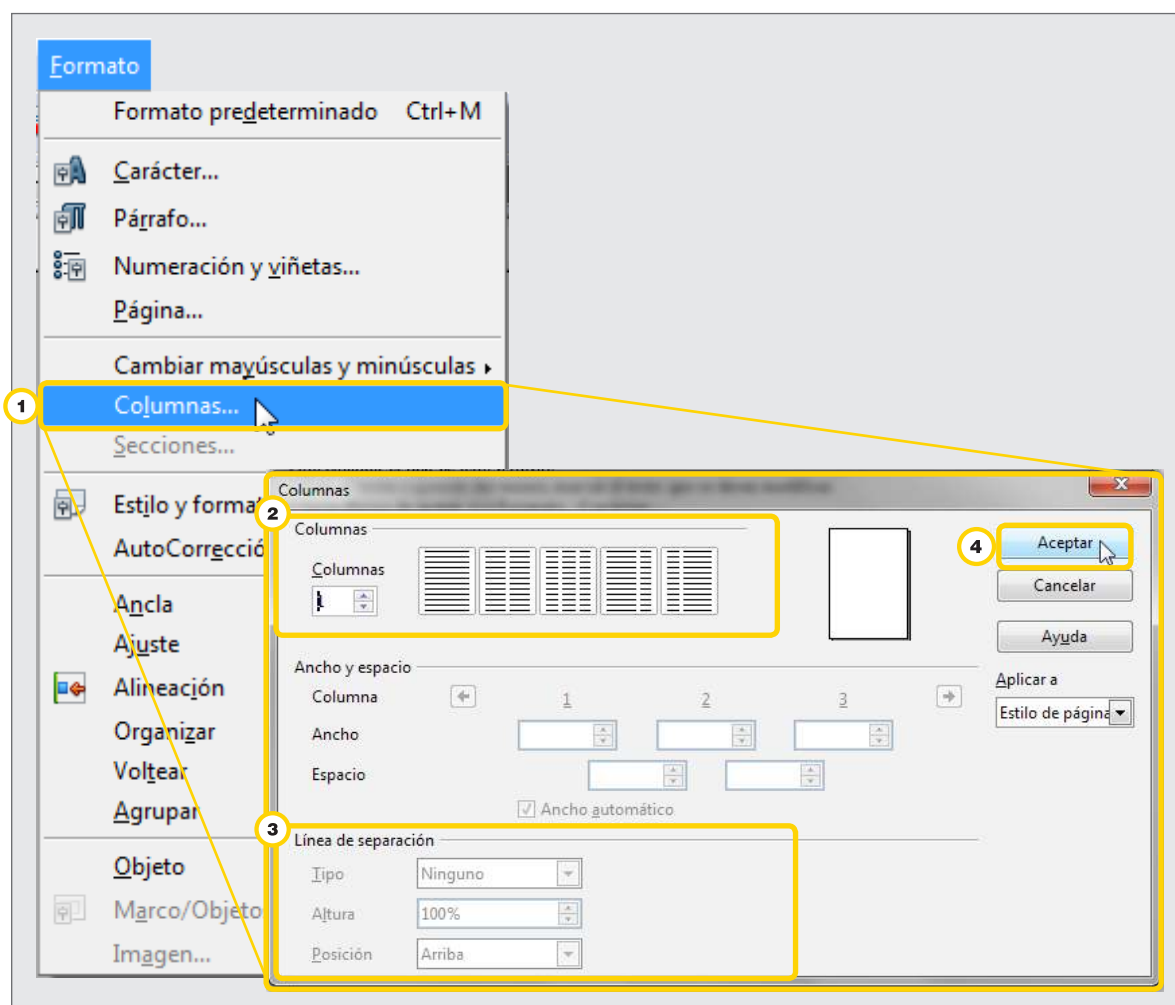 Formato
Formato predeterminado Ctrl+M
Carácter...
Párrafo...
Numeración y viñetas...
Página...
Cambiar mayúsculas y minúsculas
1
Columnas...
Secciones...
Estilo y format
AutoCorrecció
Ancla
Ajuste
Alineación
Organizar
Voltear
Agrupar
Objeto
Marco/Objeto
Imagen...
Columnas
2
Columnas
Columnas
4
Aceptar
Cancelar
Ayuda
Aplicar a
Estilo de página
Ancho y espacio
Columna 1 2 3
Ancho
Espacio
Ancho automático
3
Línea de separación
Tipo Ninguno
Altura 100%
Posición Arriba